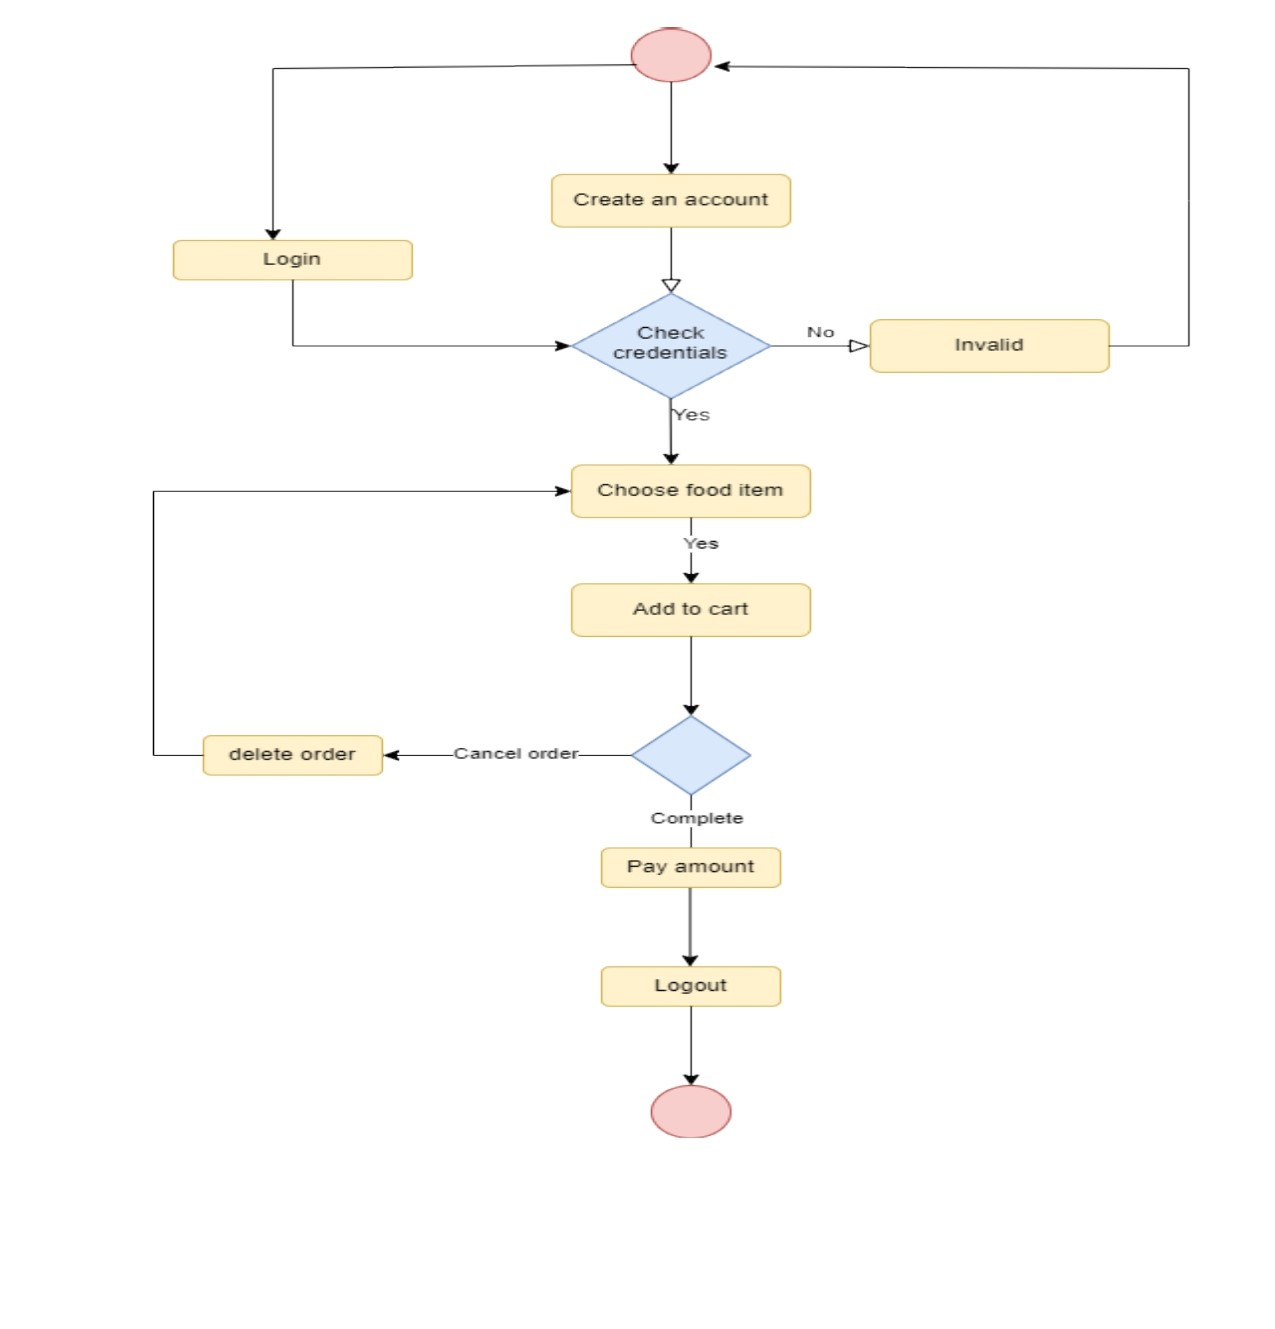 Create an account
Login
Check
credentials
No
Invalid
Yes
Choose food item
Yes
Add to cart
delete order
Cancel order
Complete
Pay amount
Logout